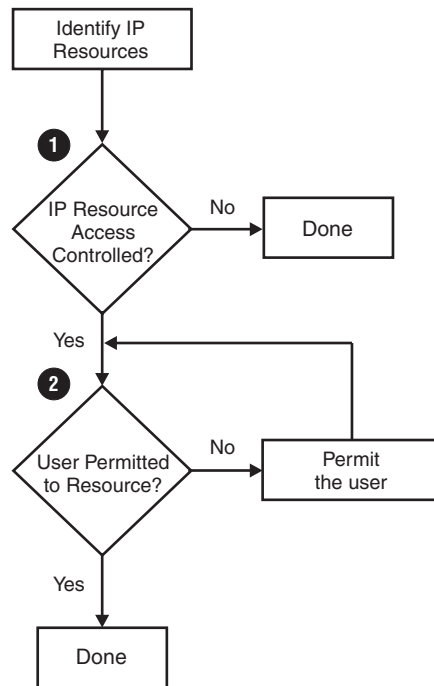 Identify IP
Resources
1
IP Resource
Access
Controlled?
No
Done
Yes
2
User Permitted
to Resource?
No
Permit
the user
Yes
Done